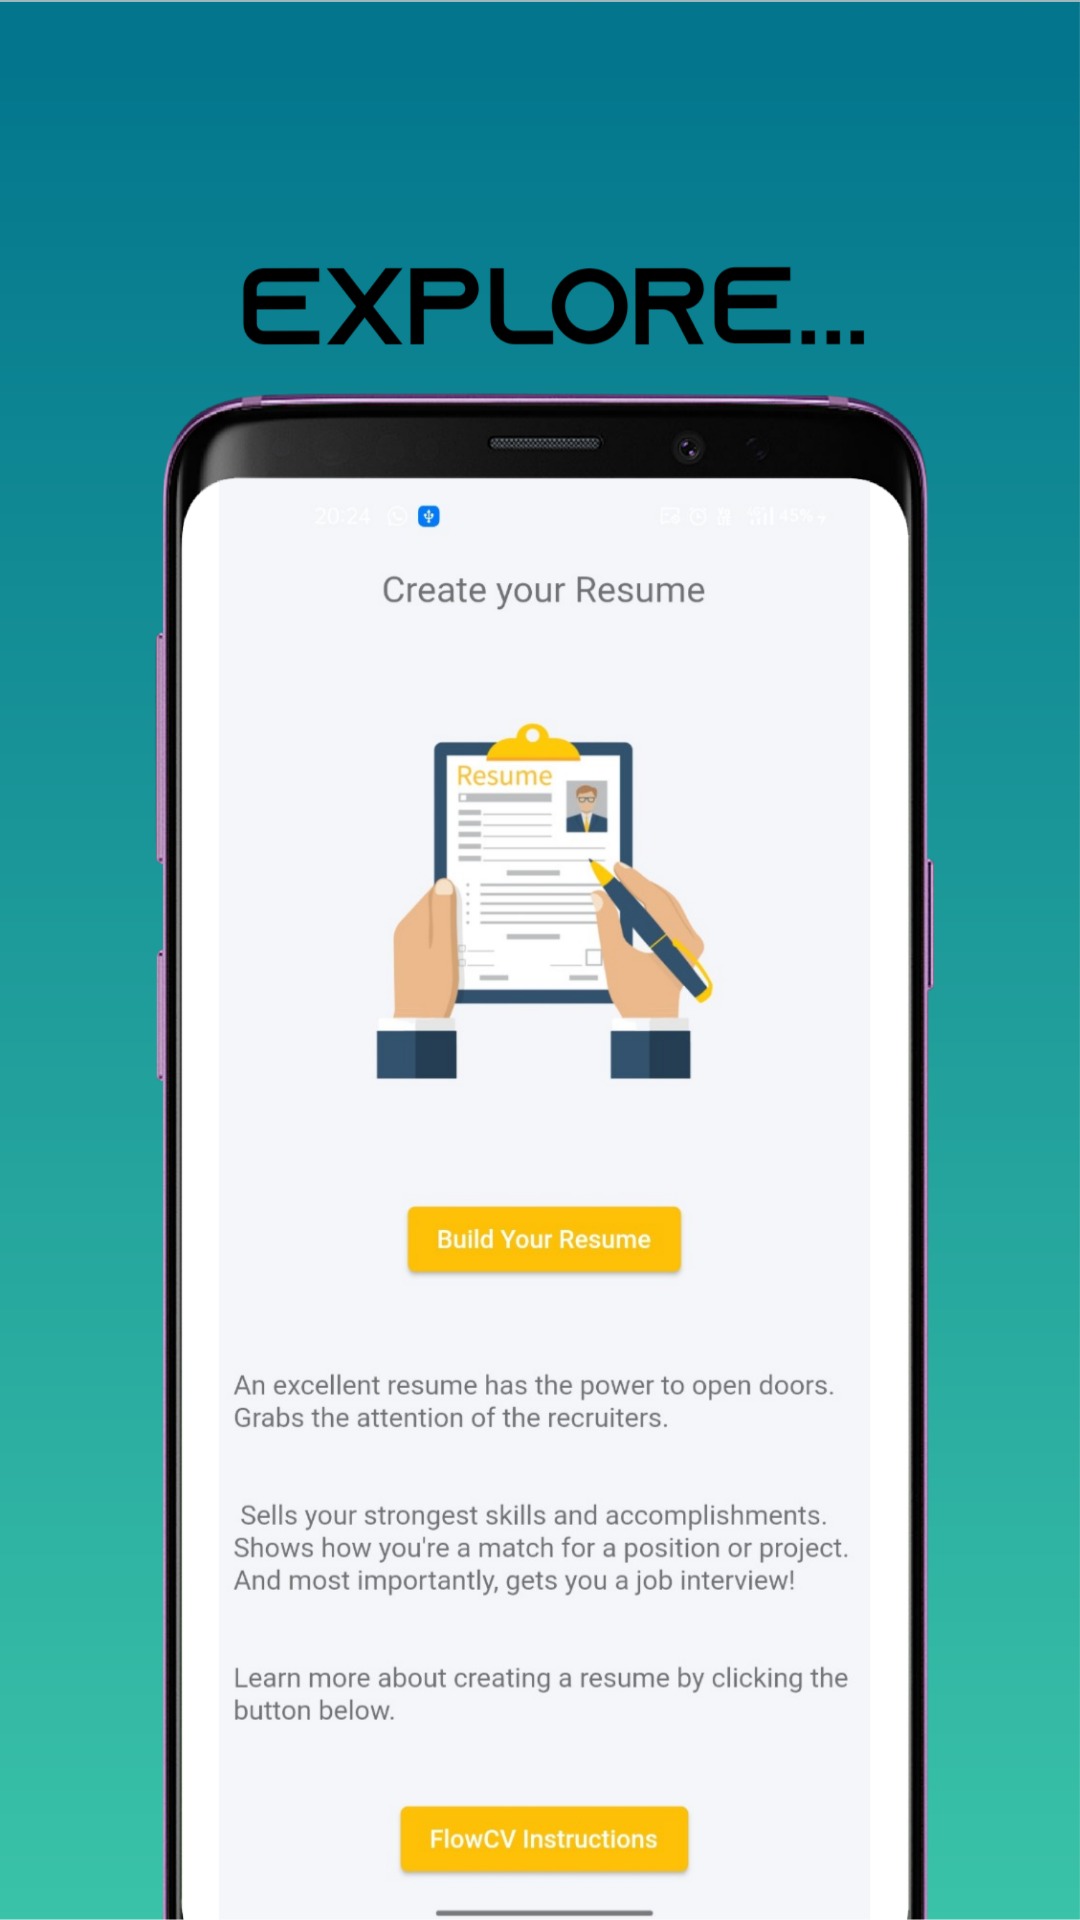 EXPLORE...
20:24 45%
Create your Resume
Resume
Build Your Resume
An excellent resume has the power to open doors.
Grabs the attention of the recruiters.
Sells your strongest skills and accomplishments.
Shows how you're a match for a position or project.
And most importantly, gets you a job interview!
Learn more about creating a resume by clicking the
button below.
FlowCV Instructions